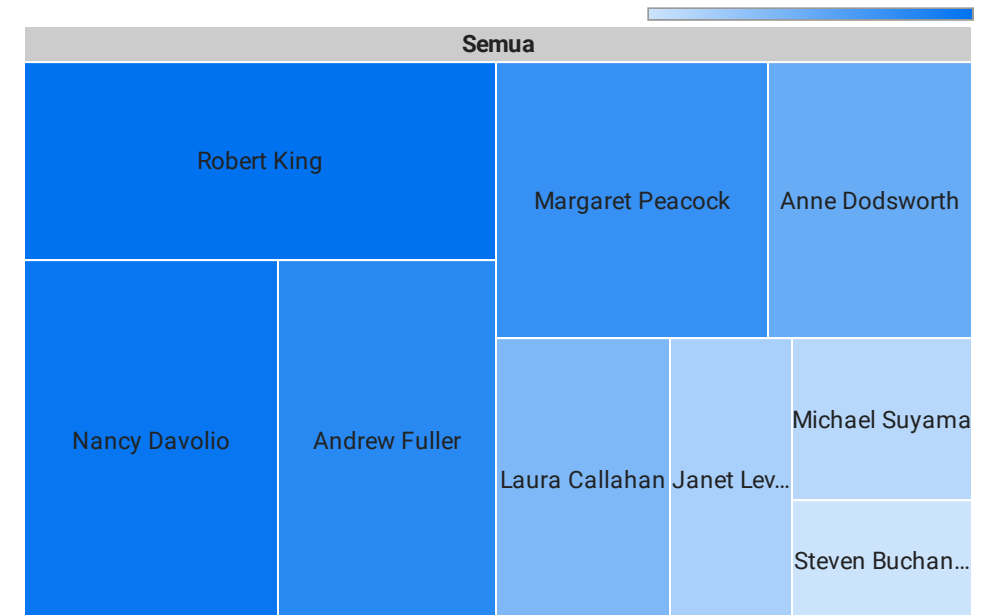 Semua
Robert King
Margaret Peacock
Anne Dodsworth
Nancy Davolio
Andrew Fuller
Laura Callahan
Janet Lev...
Michael Suyama
Steven Buchan...